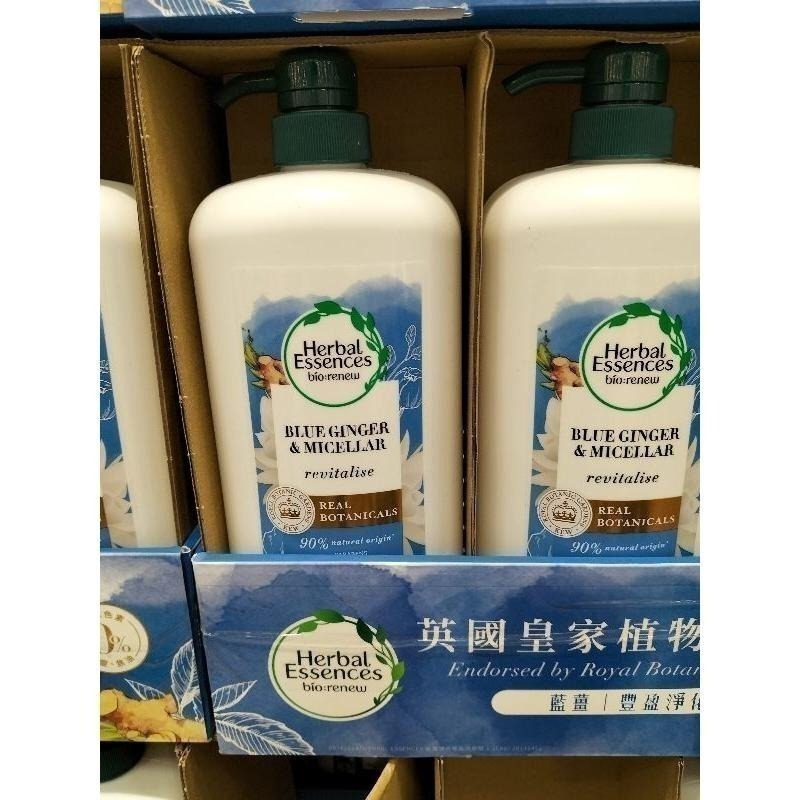 Herbal
Essences
bio:renew
BLUE GINGER
& MICELLAR
revitalise
REAL
BOTANICALS
KEW
90% natural origin
Herbal
Essences
bio:renew
BLUE GINGER
& MICELLAR
revitalise
REAL
BOTANICALS
KEW
90% natural origin
Herbal
Essences
bio:renew
英國皇家植物
Endorsed by Royal Botan
藍薑 | 豐盈淨化